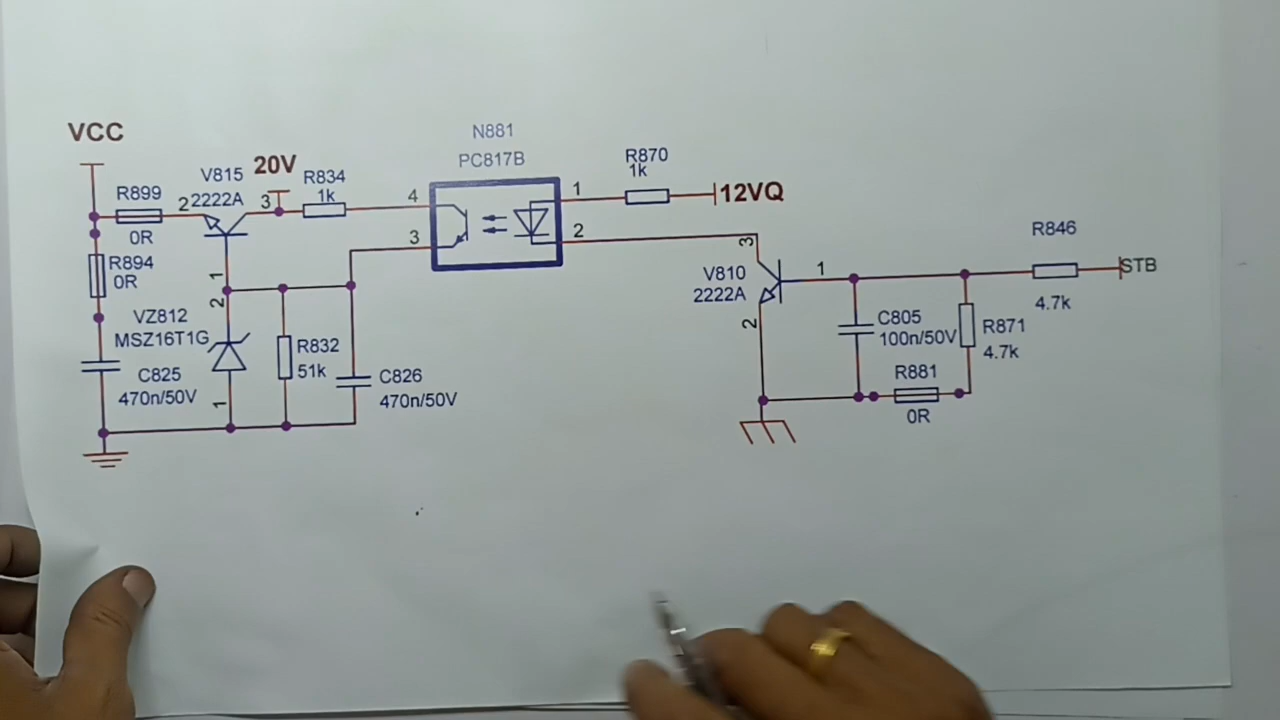 VCC
R899
0R
R894
0R
2
V815
2222A
3
20V
R834
1k
1
2
VZ812
MSZ16T1G
1
C825
470n/50V
R832
51k
C826
470n/50V
N881
PC817B
4
3
1
2
R870
1k
12VQ
3
V810
2222A
2
1
C805
100n/50V
R871
4.7k
R881
0R
R846
4.7k
STB